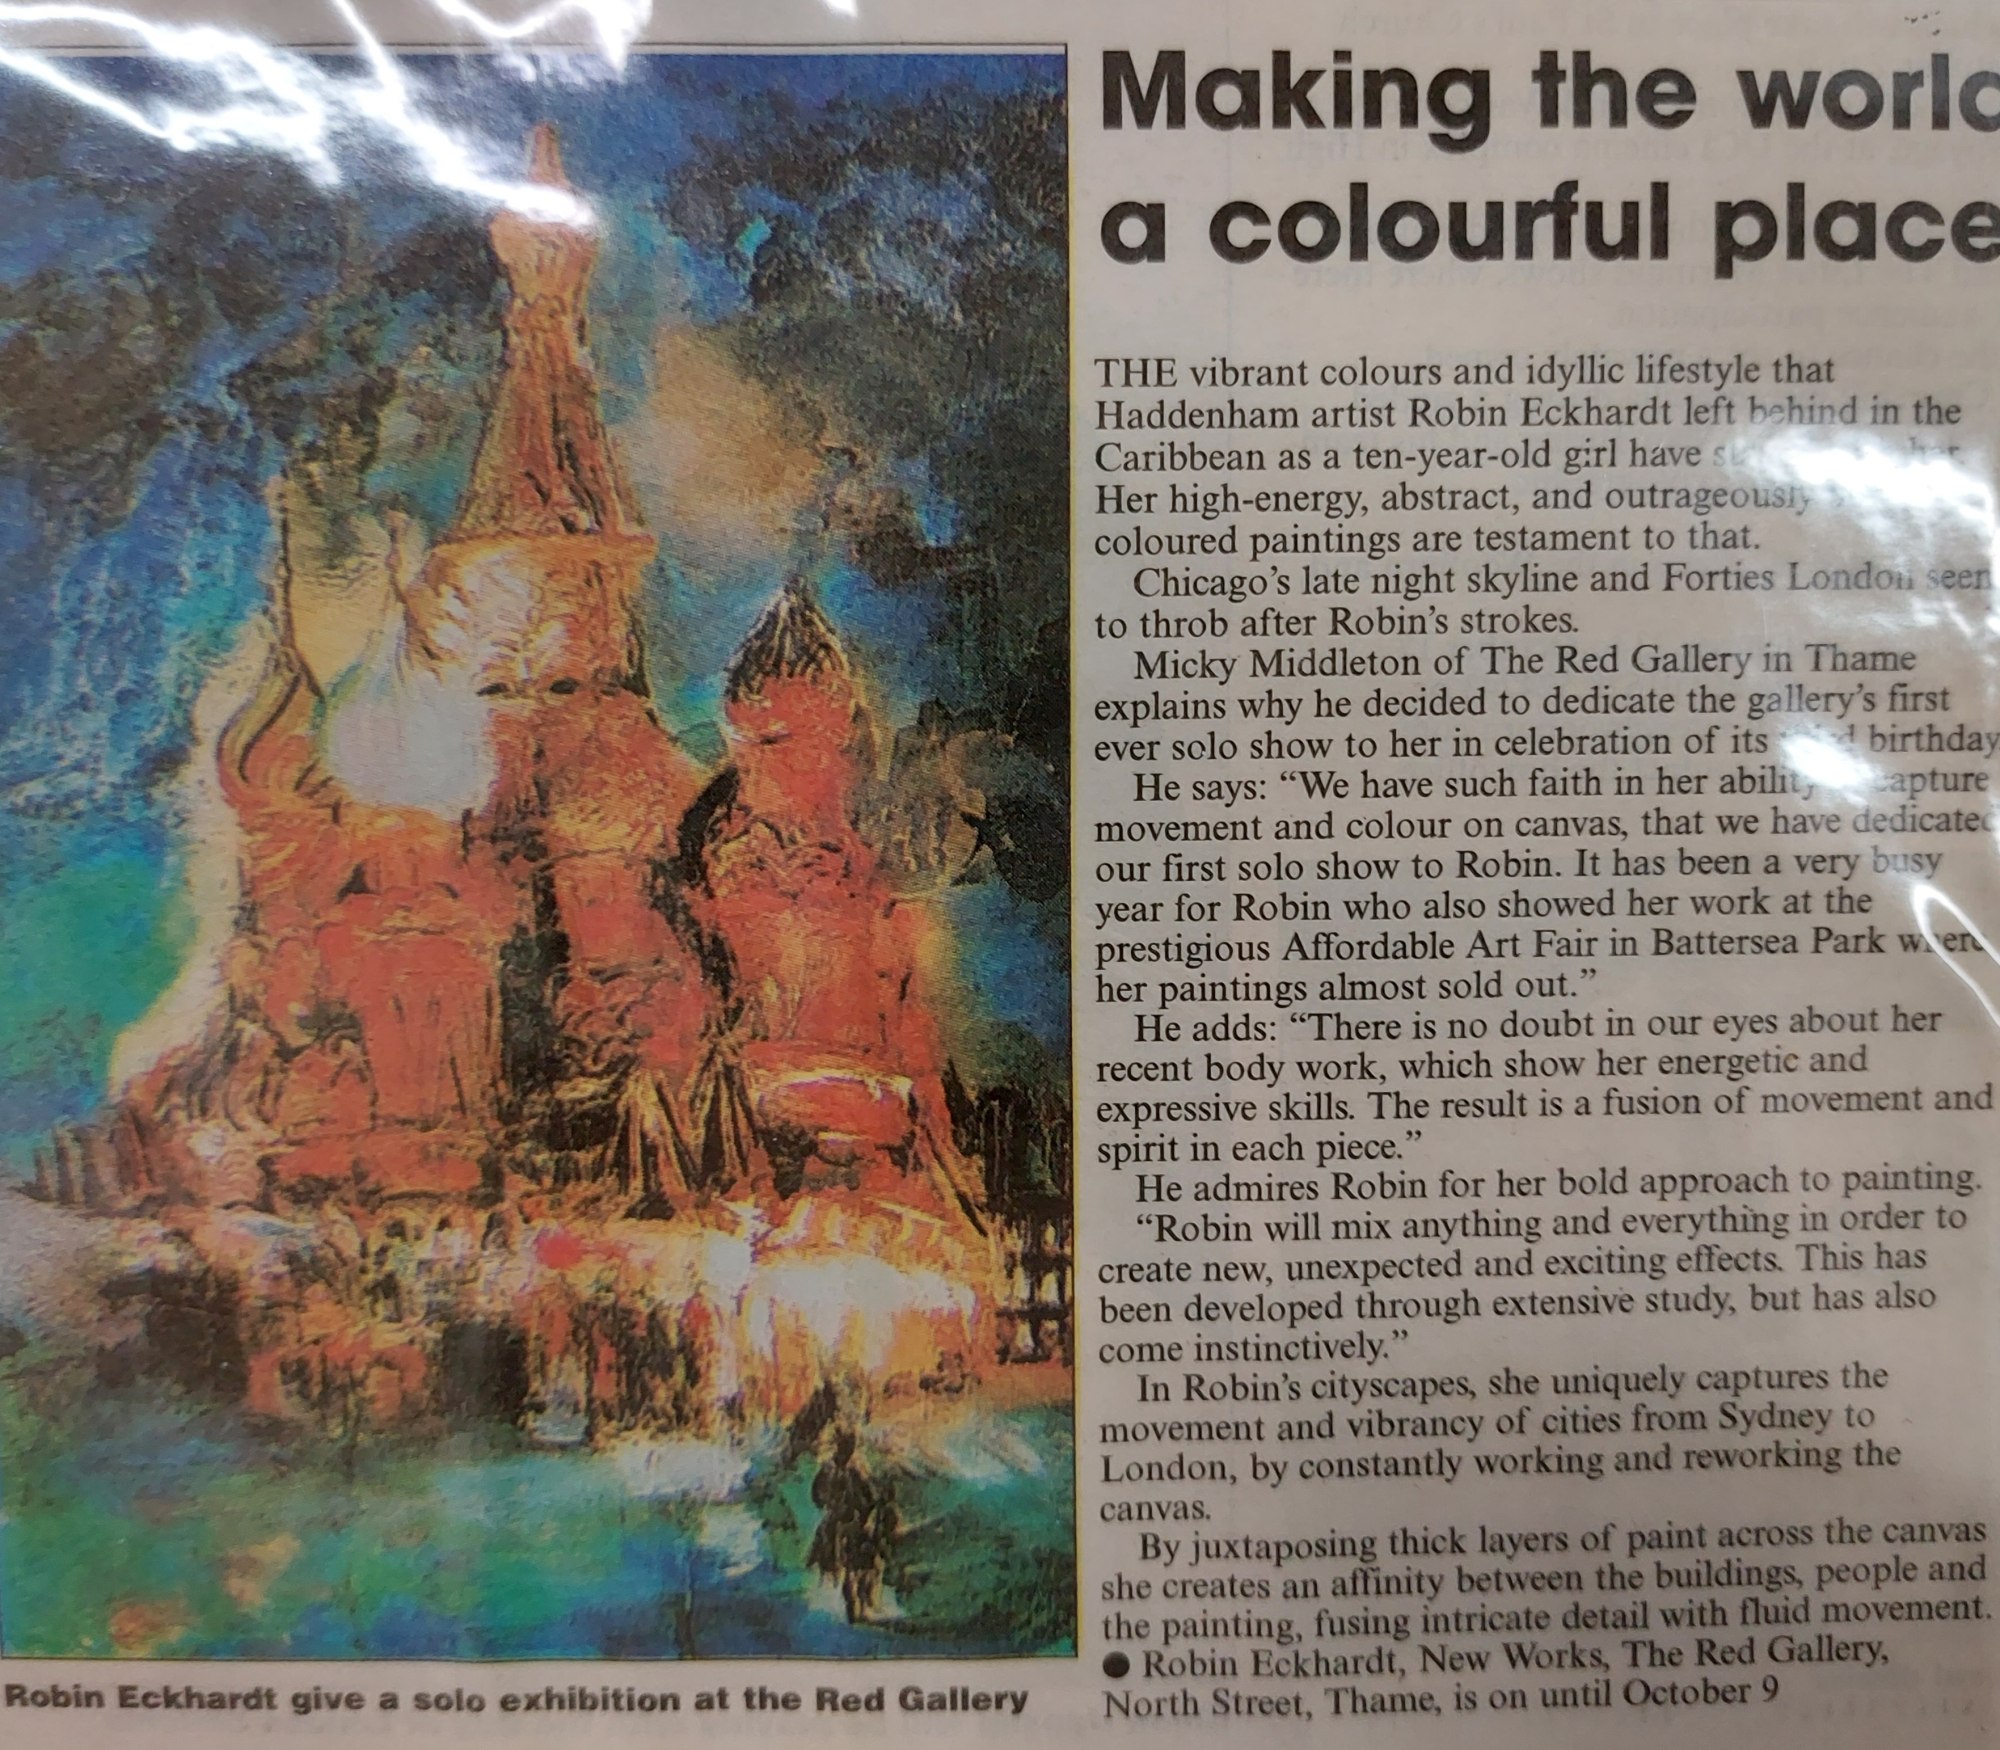 Making the world
a colourful place
THE vibrant colours and idyllic lifestyle that
Haddenham artist Robin Eckhardt left behind in the
Caribbean as a ten-year-old girl have
Her high-energy, abstract, and outrageously
coloured paintings are testament to that.
Chicago's late night skyline and Forties London seen
to throb after Robin's strokes.
Micky Middleton of The Red Gallery in Thame
explains why he decided to dedicate the gallery's first
ever solo show to her in celebration of its birthday
He says: “We have such faith in her ability capture
movement and colour on canvas, that we have dedicated
our first solo show to Robin. It has been a very busy
year for Robin who also showed her work at the
prestigious Affordable Art Fair in Battersea Park where
her paintings almost sold out.”
He adds: “There is no doubt in our eyes about her
recent body work, which show her energetic and
expressive skills. The result is a fusion of movement and
spirit in each piece.”
He admires Robin for her bold approach to painting.
“Robin will mix anything and everything in order to
create new, unexpected and exciting effects. This has
been developed through extensive study, but has also
come instinctively.”
In Robin's cityscapes, she uniquely captures the
movement and vibrancy of cities from Sydney to
London, by constantly working and reworking the
canvas.
By juxtaposing thick layers of paint across the canvas
she creates an affinity between the buildings, people and
the painting, fusing intricate detail with fluid movement.
● Robin Eckhardt, New Works, The Red Gallery,
North Street, Thame, is on until October 9
Robin Eckhardt give a solo exhibition at the Red Gallery